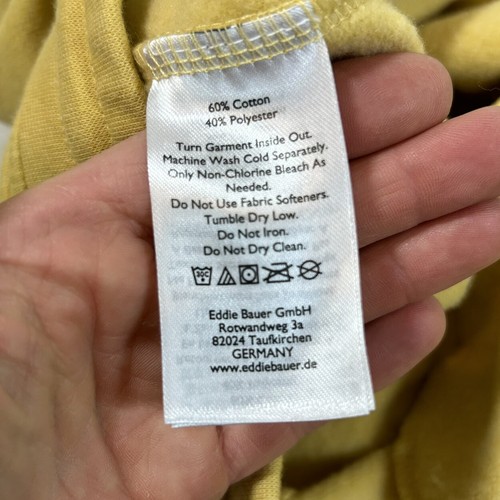 60% Cotton
40% Polyester
Turn Garment Inside Out.
Machine Wash Cold Separately.
Only Non-Chlorine Bleach As
Needed.
Do Not Use Fabric Softeners.
Tumble Dry Low.
Do Not Iron.
Do Not Dry Clean.
30C
Eddie Bauer GmbH
Rotwandweg 3a
82024 Taufkirchen
GERMANY
www.eddiebauer.de